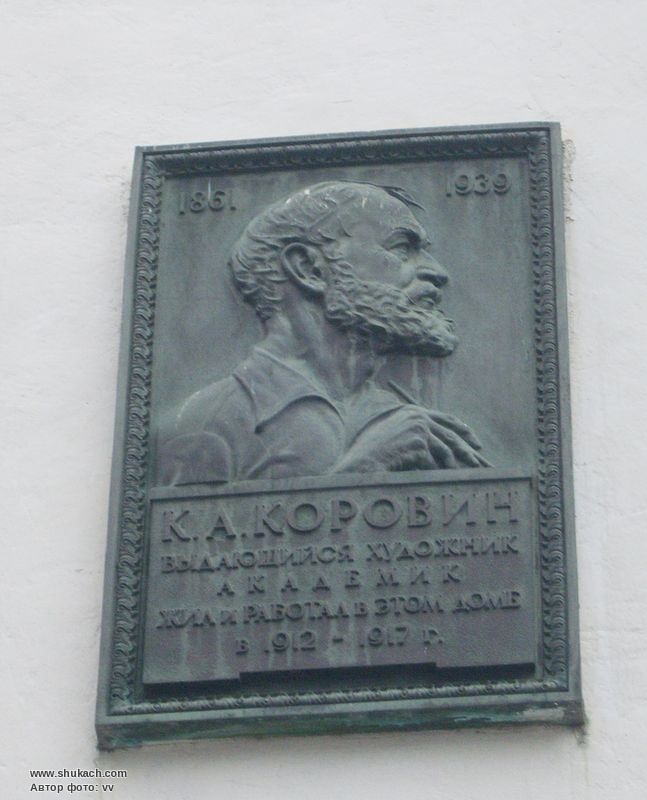 1861 1939
К. А. КОРОВИН
ВЫДАЮЩИЙСЯ ХУДОЖНИК
АКАДЕМИК
ЖИЛ И РАБОТАЛ В ЭТОМ ДОМЕ
В 1912 - 1917 Г.
www.shukach.com
Автор фото: vv